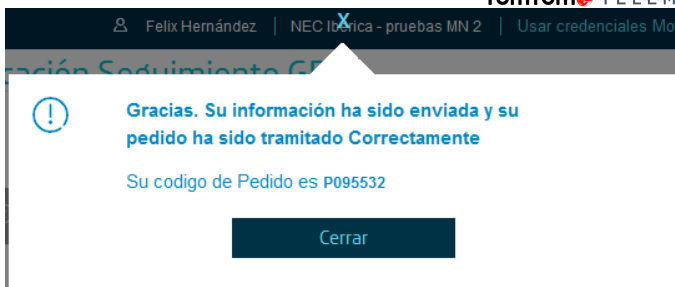 Felix Hernández | NEC Ibérica - pruebas MN 2 | Usar credenciales Mo
X
Gracias. Su información ha sido enviada y su
pedido ha sido tramitado Correctamente
Su codigo de Pedido es P095532
Cerrar